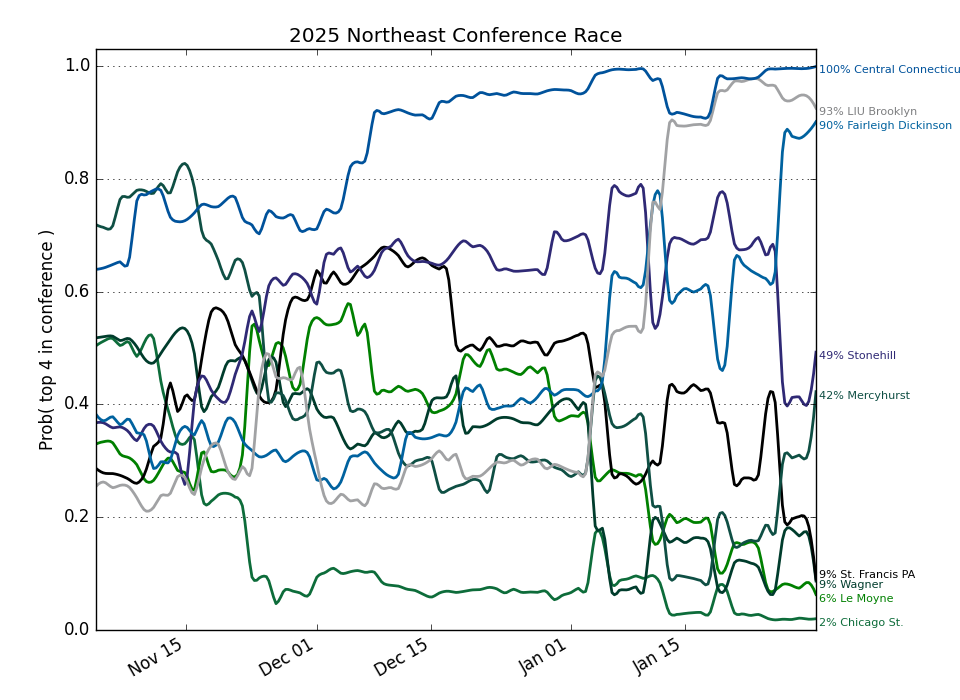 2025 Northeast Conference Race
Prob( top 4 in conference )
1.0
0.8
0.6
0.4
0.2
0.0
Nov 15
Dec 01
Dec 15
Jan 01
Jan 15
100% Central Connecticu
93% LIU Brooklyn
90% Fairleigh Dickinson
49% Stonehill
42% Mercyhurst
9% St. Francis PA
9% Wagner
6% Le Moyne
2% Chicago St.